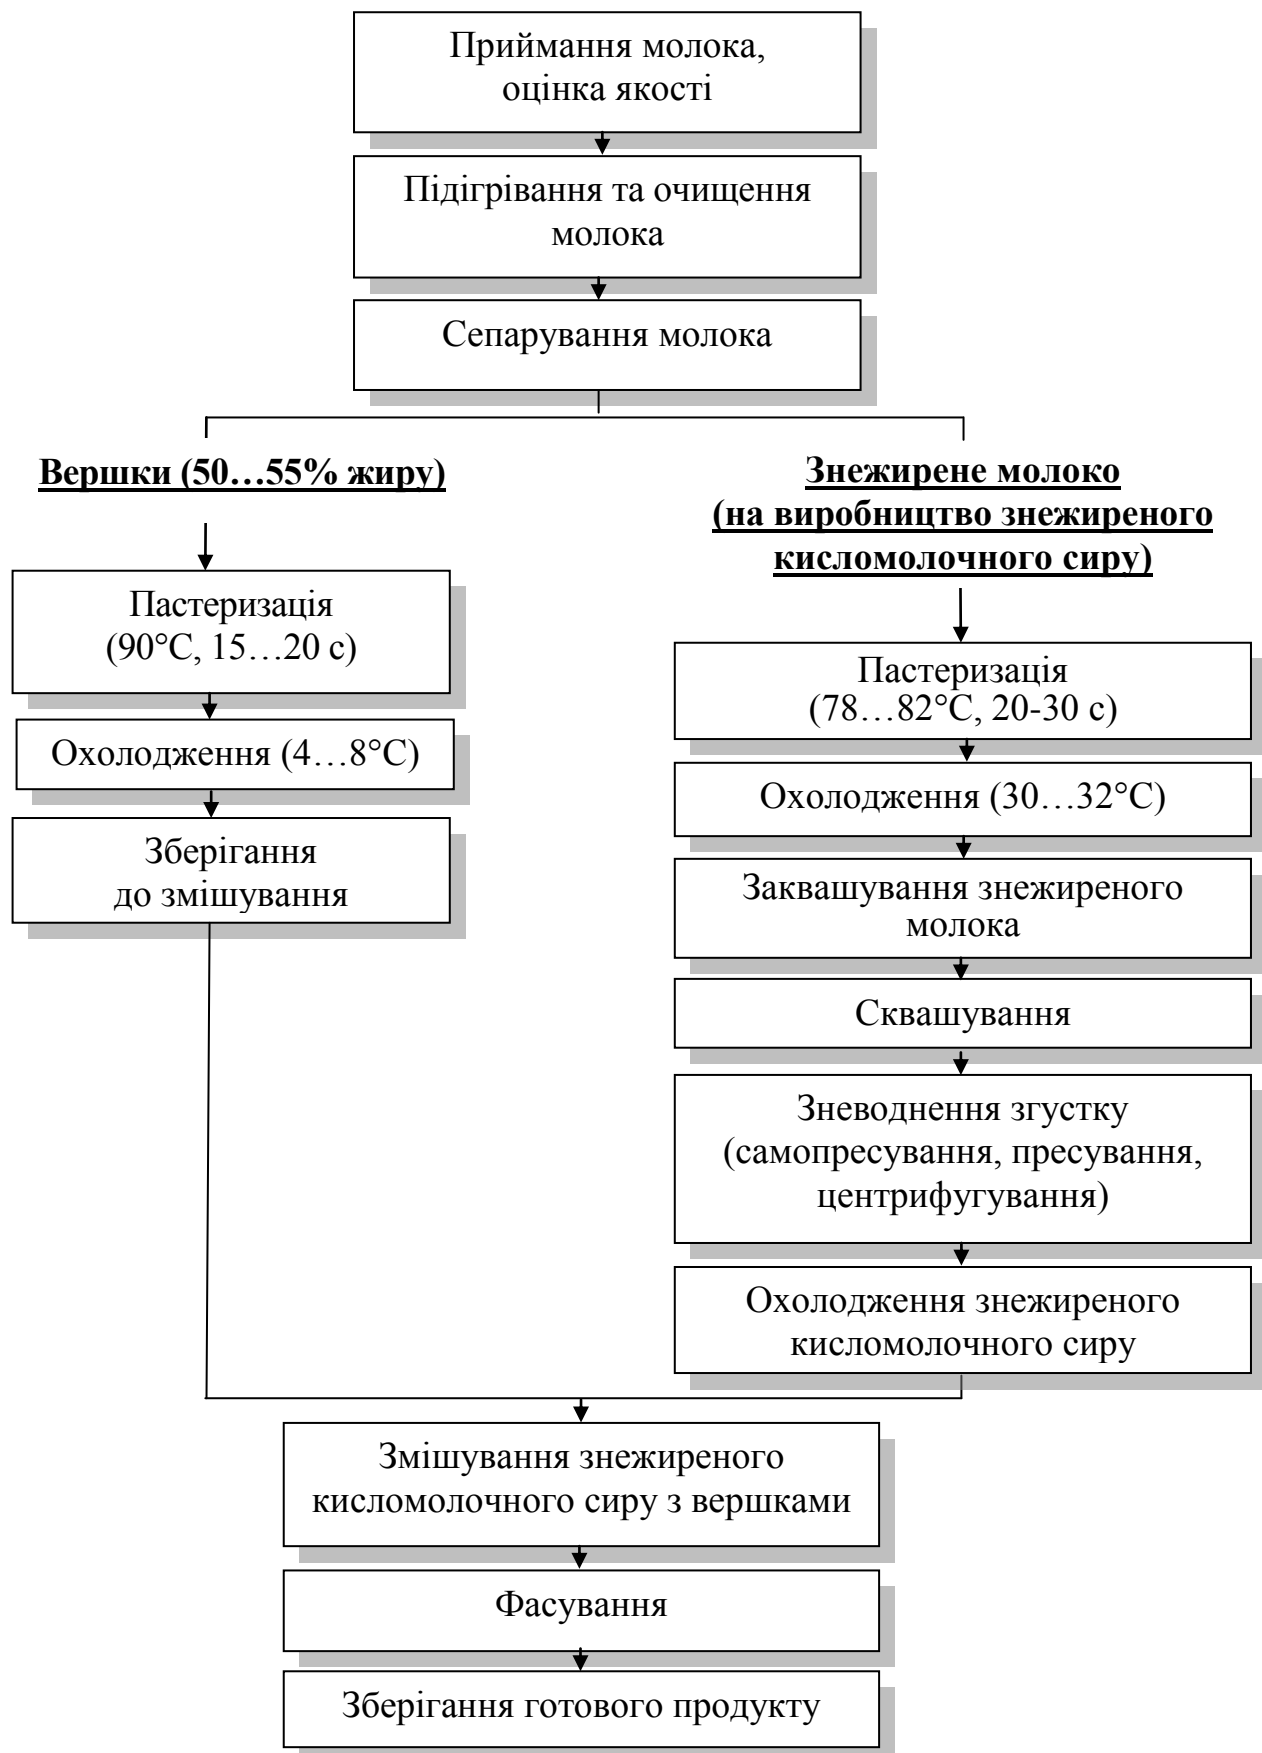 Приймання молока,
оцінка якості
Підігрівання та очищення
молока
Сепарування молока
Вершки (50…55% жиру)
Пастеризація
(90°С, 15…20 с)
Охолодження (4…8°С)
Зберігання
до змішування
Знежирене молоко
(на виробництво знежиреного
кисломолочного сиру)
Пастеризація
(78…82°С, 20-30 с)
Охолодження (30…32°С)
Заквашування знежиреного
молока
Сквашування
Зневоднення згустку
(самопресування, пресування,
центрифугування)
Охолодження знежиреного
кисломолочного сиру
Змішування знежиреного
кисломолочного сиру з вершками
Фасування
Зберігання готового продукту